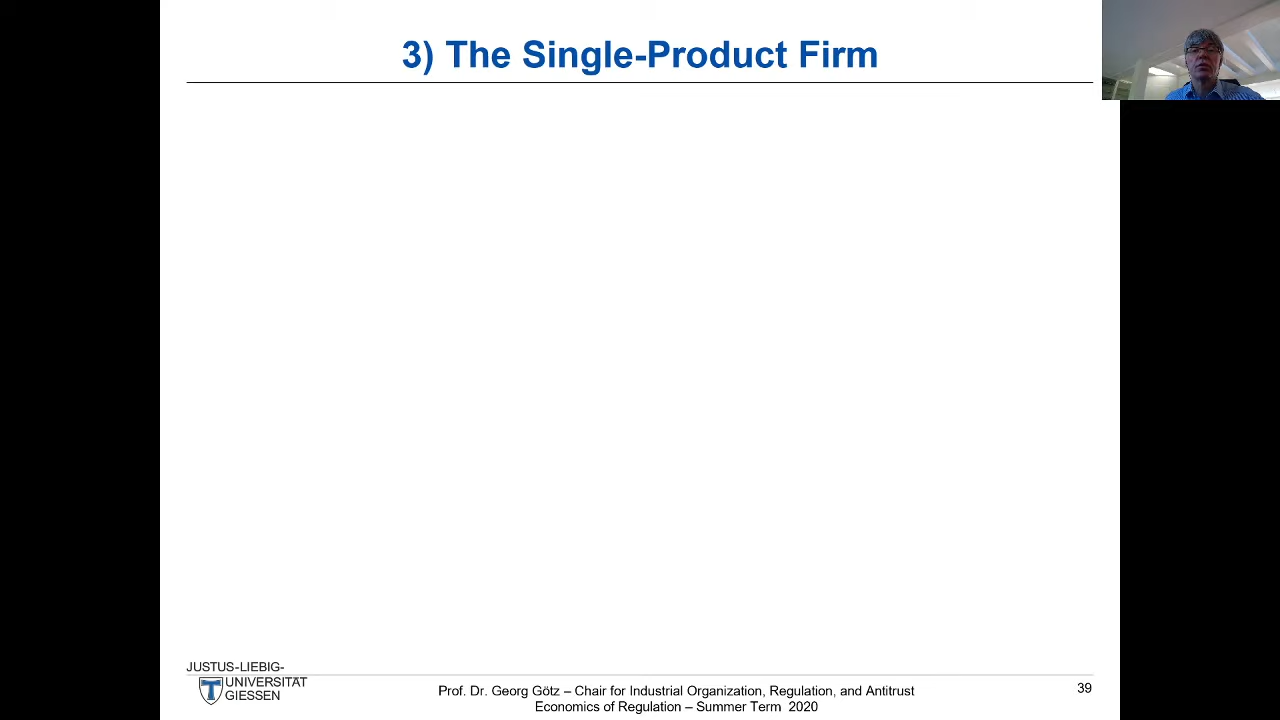 3) The Single-Product Firm
JUSTUS-LIEBIG-
UNIVERSITÄT
GIESSEN
Prof. Dr. Georg Götz – Chair for Industrial Organization, Regulation, and Antitrust
Economics of Regulation – Summer Term 2020
39